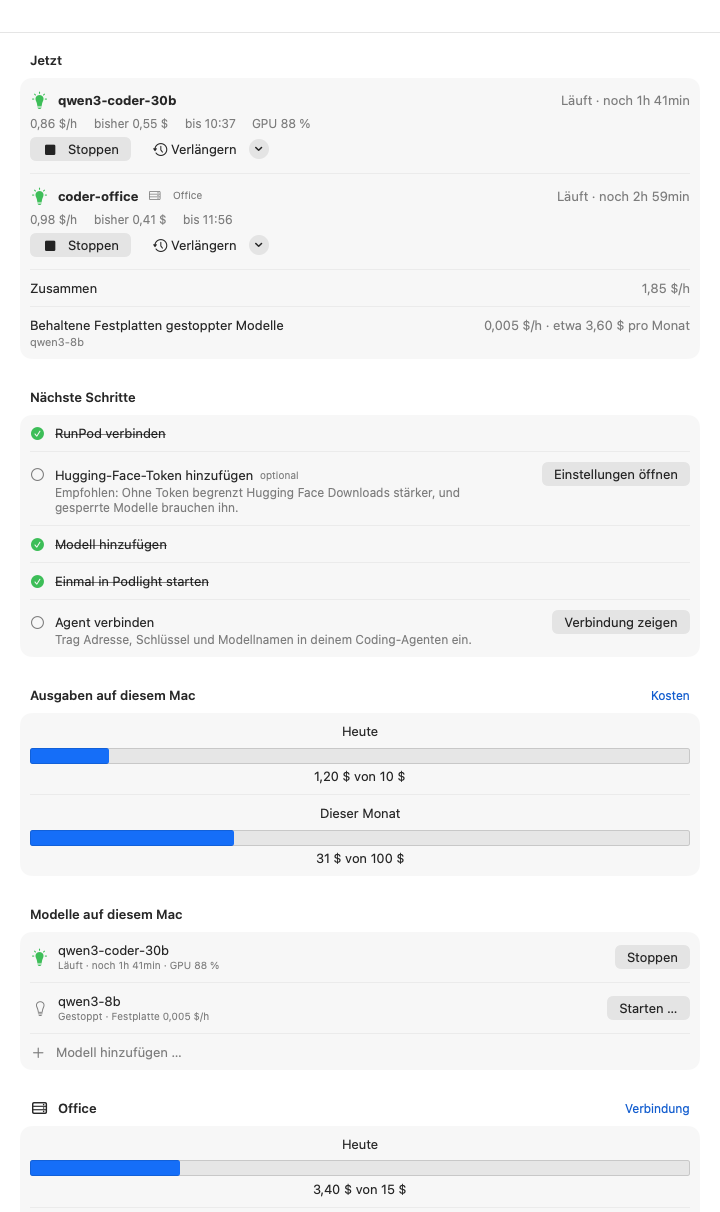 Jetzt
qwen3-coder-30b
Läuft · noch 1h 41min
0,86 $/h bisher 0,55 $ bis 10:37 GPU 88 %
Stoppen Verlängern
coder-office Office
Läuft · noch 2h 59min
0,98 $/h bisher 0,41 $ bis 11:56
Stoppen Verlängern
Zusammen 1,85 $/h
Behaltene Festplatten gestoppter Modelle 0,005 $/h · etwa 3,60 $ pro Monat
qwen3-8b
Nächste Schritte
RunPod verbinden
Hugging-Face-Token hinzufügen optional Einstellungen öffnen
Empfohlen: Ohne Token begrenzt Hugging Face Downloads stärker, und
gesperrte Modelle brauchen ihn.
Modell hinzufügen
Einmal in Podlight starten
Agent verbinden Verbindung zeigen
Trag Adresse, Schlüssel und Modellnamen in deinem Coding-Agenten ein.
Ausgaben auf diesem Mac Kosten
Heute
1,20 $ von 10 $
Dieser Monat
31 $ von 100 $
Modelle auf diesem Mac
qwen3-coder-30b Stoppen
Läuft · noch 1h 41min · GPU 88 %
qwen3-8b Starten ...
Gestoppt · Festplatte 0,005 $/h
Modell hinzufügen ...
Office Verbindung
Heute
3,40 $ von 15 $